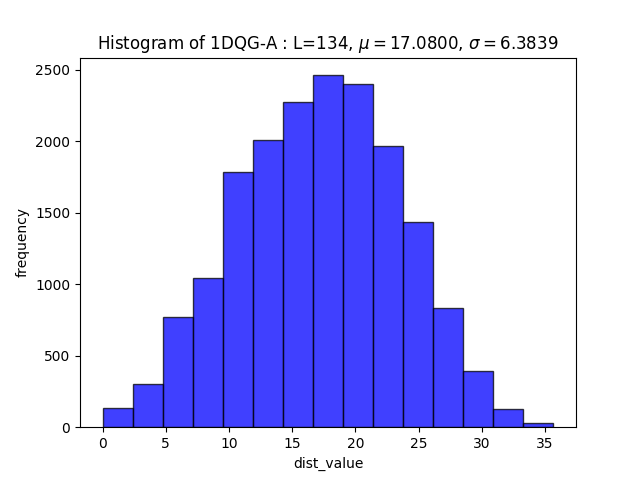 Histogram of 1DQG-A : L=134, μ = 17.0800, σ = 6.3839
2500
2000
1500
1000
500
0
frequency
0 5 10 15 20 25 30 35
dist_value